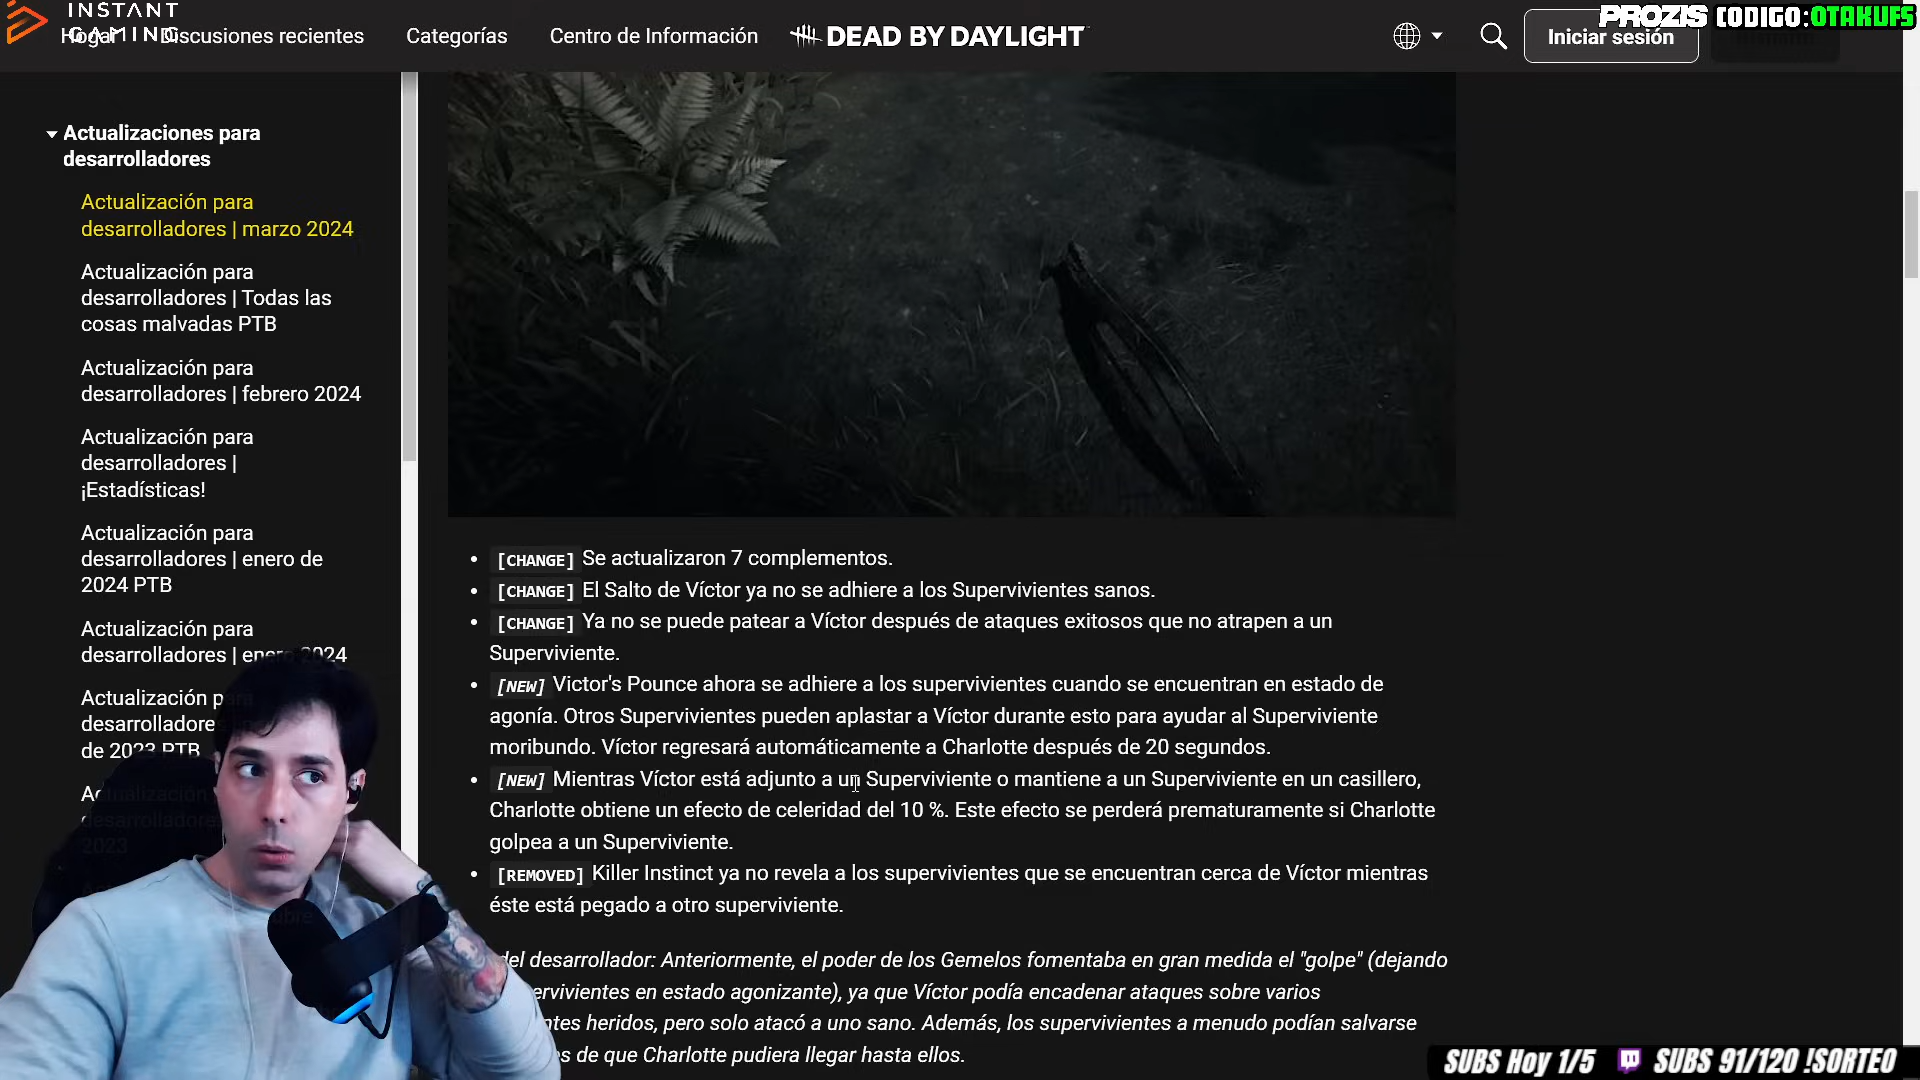 INSTANT
GAMING
Hogar
Discusiones recientes
Categorías
Centro de Información
DEAD BY DAYLIGHT
Iniciar sesión
PROZIS CODIGO:OTAKUFS
Actualizaciones para
desarrolladores
Actualización para
desarrolladores | marzo 2024
Actualización para
desarrolladores | Todas las
cosas malvadas PTB
Actualización para
desarrolladores | febrero 2024
Actualización para
desarrolladores |
¡Estadísticas!
Actualización para
desarrolladores | enero de
2024 PTB
Actualización para
desarrolladores | enero 2024
Actualización
desarrolladores
de 2023 PTB
2023
[CHANGE] Se actualizaron 7 complementos.
[CHANGE] El Salto de Víctor ya no se adhiere a los Supervivientes sanos.
[CHANGE] Ya no se puede patear a Víctor después de ataques exitosos que no atrapen a un
Superviviente.
[NEW] Victor's Pounce ahora se adhiere a los supervivientes cuando se encuentran en estado de
agonía. Otros Supervivientes pueden aplastar a Víctor durante esto para ayudar al Superviviente
moribundo. Víctor regresará automáticamente a Charlotte después de 20 segundos.
[NEW] Mientras Víctor está adjunto a un Superviviente o mantiene a un Superviviente en un casillero,
Charlotte obtiene un efecto de celeridad del 10 %. Este efecto se perderá prematuramente si Charlotte
golpea a un Superviviente.
[REMOVED] Killer Instinct ya no revela a los supervivientes que se encuentran cerca de Víctor mientras
éste está pegado a otro superviviente.
del desarrollador: Anteriormente, el poder de los Gemelos fomentaba en gran medida el "golpe" (dejando
ervivientes en estado agonizante), ya que Víctor podía encadenar ataques sobre varios
ntes heridos, pero solo atacó a uno sano. Además, los supervivientes a menudo podían salvarse
s de que Charlotte pudiera llegar hasta ellos.
SUBS Hoy 1/5 SUBS 91/120 !SORTEO